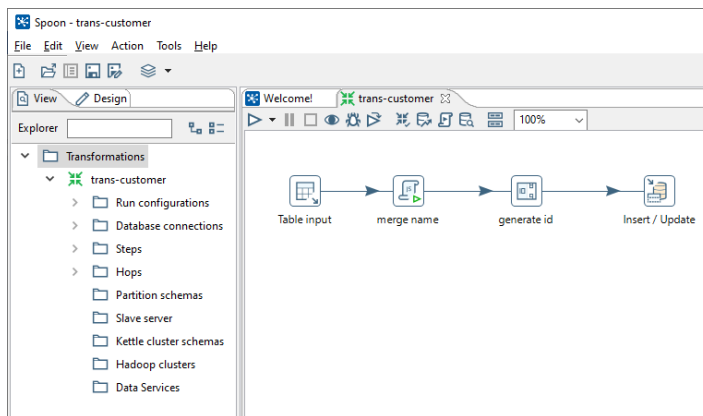 Spoon - trans-customer
File Edit View Action Tools Help
View Design
Welcome! trans-customer
Explorer
100%
Transformations
trans-customer
Run configurations
Database connections
Steps
Hops
Partition schemas
Slave server
Kettle cluster schemas
Hadoop clusters
Data Services
Table input merge name generate id Insert / Update